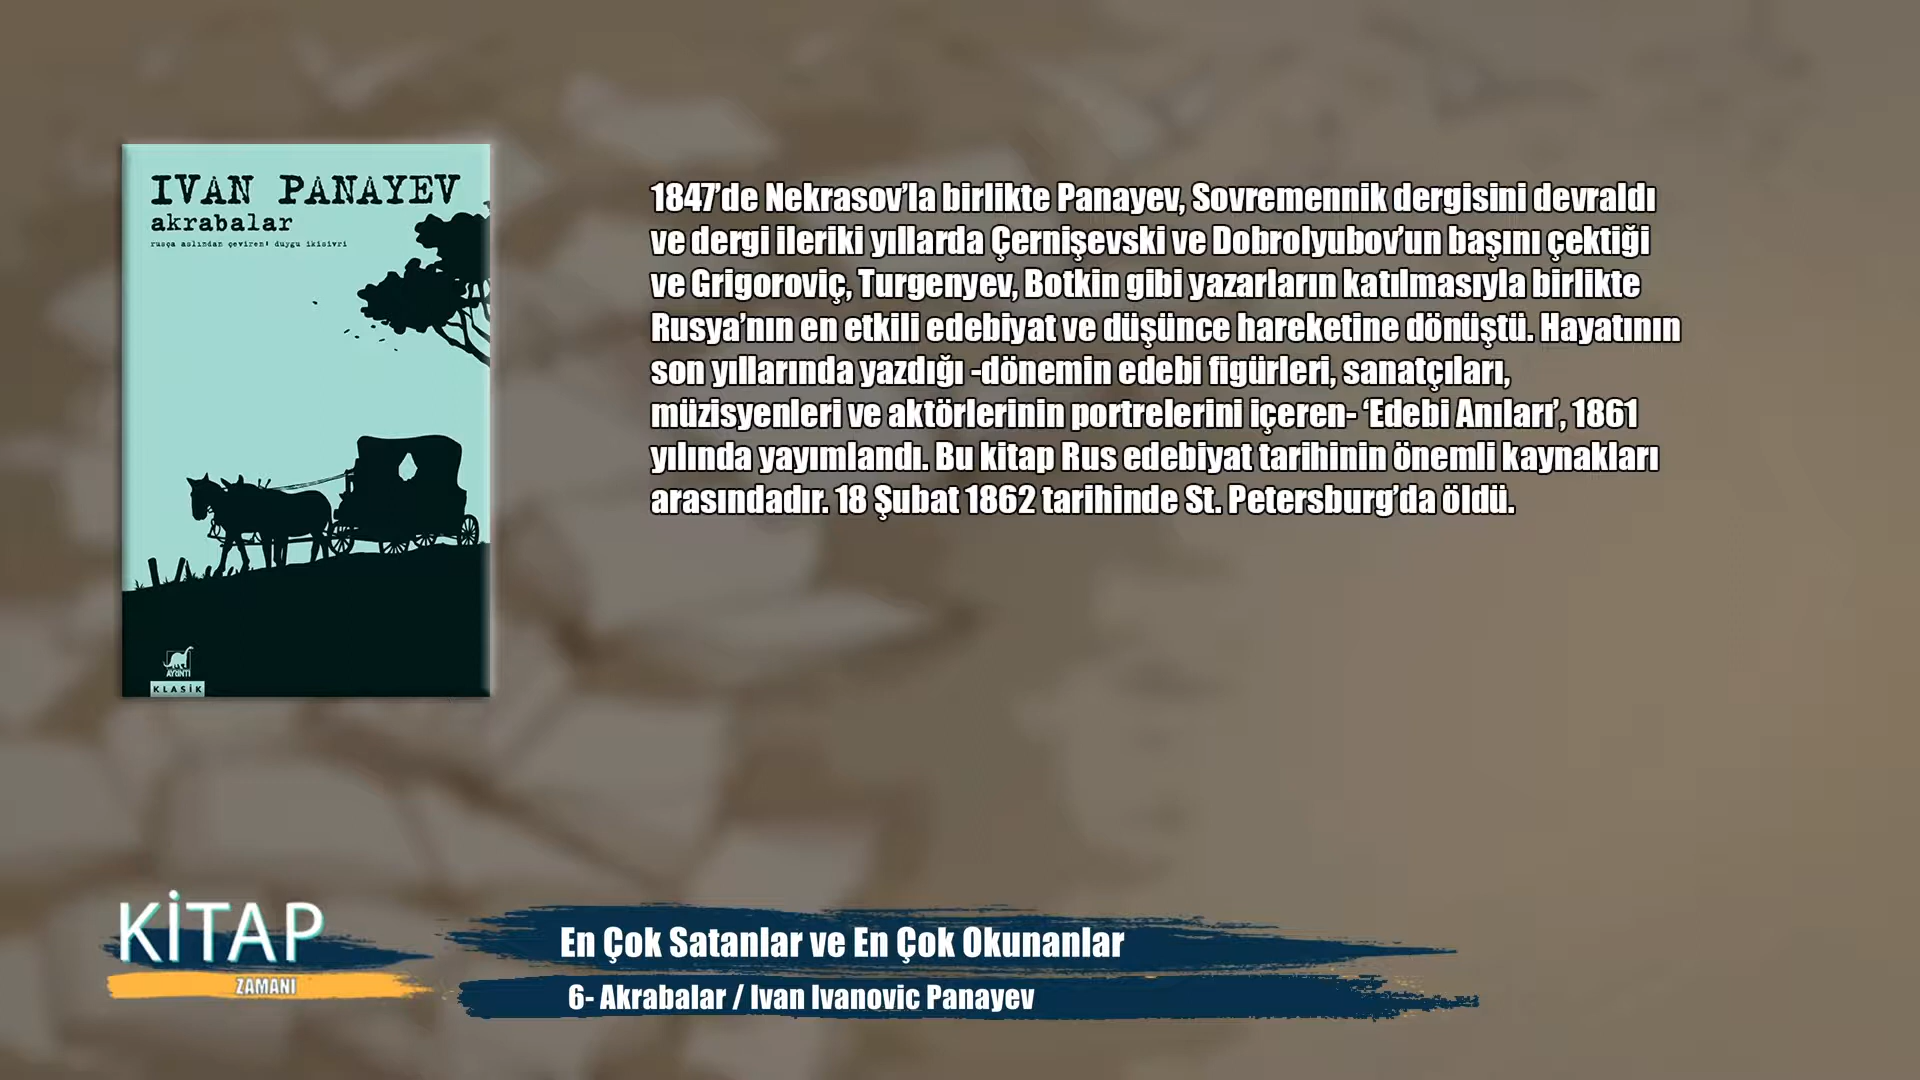 IVAN PANAYEV
akrabalar
rusça aslından çeviren: duygu ikisivri
AYRINTI
KLASİK
1847’de Nekrasov’la birlikte Panayev, Sovremennik dergisini devraldı
ve dergi ileriki yıllarda Çernişevski ve Dobrolyubov’un başını çektiği
ve Grigoroviç, Turgenyev, Botkin gibi yazarların katılmasıyla birlikte
Rusya’nın en etkili edebiyat ve düşünce hareketine dönüştü. Hayatının
son yıllarında yazdığı -dönemin edebi figürleri, sanatçıları,
müzisyenleri ve aktörlerinin portrelerini içeren- ‘Edebi Anıları’, 1861
yılında yayımlandı. Bu kitap Rus edebiyat tarihinin önemli kaynakları
arasındadır. 18 Şubat 1862 tarihinde St. Petersburg’da öldü.
KİTAP
ZAMANI
En Çok Satanlar ve En Çok Okunanlar
6- Akrabalar / Ivan Ivanovic Panayev